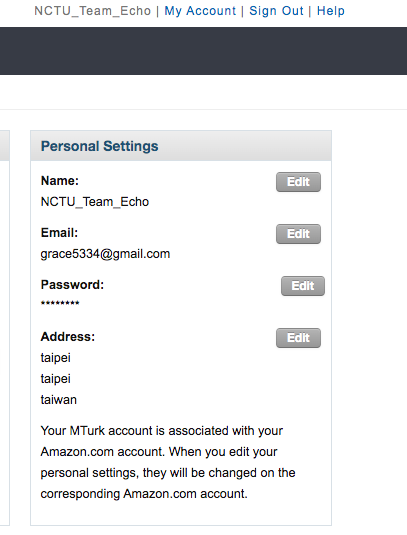 NCTU_Team_Echo | My Account | Sign Out | Help
Personal Settings
Name:
Edit
NCTU_Team_Echo
Email:
Edit
grace5334@gmail.com
Password:
Edit
********
Address:
Edit
taipei
taipei
taiwan
Your MTurk account is associated with your
Amazon.com account. When you edit your
personal settings, they will be changed on the
corresponding Amazon.com account.